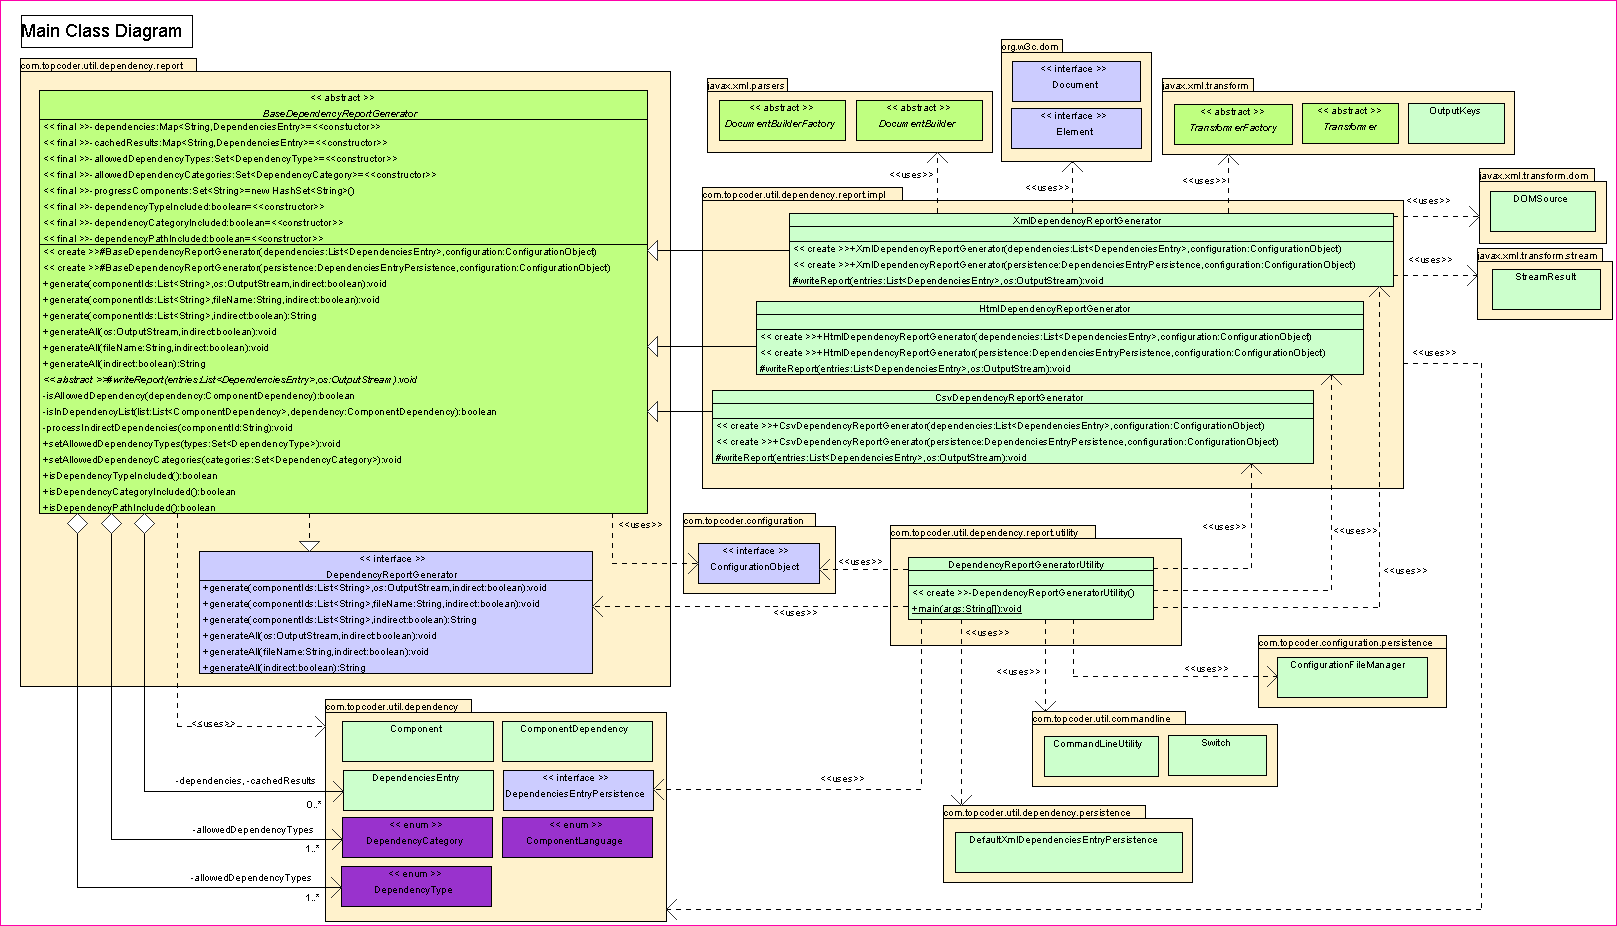 Main Class Diagram
com.topcoder.util.dependency.report
<< abstract >>
BaseDependencyReportGenerator
<< final >>-dependencies:Map<String,DependenciesEntry>=<<constuctor>>
<< final >>-cachedResults:Map<String,DependenciesEntry>=<<constructor>>
<< final >>-allowedDependencyTypes:Set<DependencyType>=<<constructor>>
<< final >>-allowedDependencyCategories:Set<DependencyCategory>=<<constructor>>
<< final >>-progressComponents:Set<String>=new HashSet<String>()
<< final >>-dependencyTypeIncluded:boolean=<<constructor>>
<< final >>-dependencyCategoryIncluded:boolean=<<constructor>>
<< final >>-dependencyPathIncluded:boolean=<<constructor>>
<< create >>#BaseDependencyReportGenerator(dependencies:List<DependenciesEntry>,configuration:ConfigurationObject)
<< create >>#BaseDependencyReportGenerator(persistence:DependenciesEntryPersistence,configuration:ConfigurationObject)
+generate(componentIds:List<String>,os:OutputStream,indirect:boolean):void
+generate(componentIds:List<String>,fileName:String,indirect:boolean):void
+generate(componentIds:List<String>,indirect:boolean):String
+generateAll(os:OutputStream,indirect:boolean):void
+generateAll(fileName:String,indirect:boolean):void
+generateAll(indirect:boolean):String
<<abstract >>#writeReport(entries:List<DependenciesEntry>,os:OutputStream):void
-isAllowedDependency(dependency:ComponentDependency):boolean
-isInDependencyList(list:List<ComponentDependency>,dependency:ComponentDependency):boolean
-processIndirectDependencies(componentId:String):void
+setAllowedDependencyTypes(types:Set<DependencyType>):void
+setAllowedDependencyCategories(categories:Set<DependencyCategory>):void
+isDependencyTypeIncluded():boolean
+isDependencyCategoryIncluded():boolean
+isDependencyPathIncluded():boolean
<< interface >>
DependencyReportGenerator
+generate(componentIds:List<String>,os:OutputStream,indirect:boolean):void
+generate(componentIds:List<String>,fileName:String,indirect:boolean):void
+generate(componentIds:List<String>,indirect:boolean):String
+generateAll(os:OutputStream,indirect:boolean):void
+generateAll(fileName:String,indirect:boolean):void
+generateAll(indirect:boolean):String
javax.xml.parsers
<< abstract >>
DocumentBuilderFactory
<< abstract >>
DocumentBuilder
org.w3c.dom
<< interface >>
Document
<< interface >>
Element
javax.xml.transform
<< abstract >>
TransformerFactory
<< abstract >>
Transformer
OutputKeys
<<uses>>
<<uses>>
<<uses>>
javax.xml.transform.dom
DOMSource
<<uses>>
javax.xml.transform.stream
StreamResult
<<uses>>
<<uses>>
com.topcoder.util.dependency.report.impl
XmlDependencyReportGenerator
<< create >>+XmlDependencyReportGenerator(dependencies:List<DependenciesEntry>,configuration:ConfigurationObject)
<< create >>+XmlDependencyReportGenerator(persistence:DependenciesEntryPersistence,configuration:ConfigurationObject)
#writeReport(entries:List<DependenciesEntry>,os:OutputStream):void
HtmlDependencyReportGenerator
<< create >>+HtmlDependencyReportGenerator(dependencies:List<DependenciesEntry>,configuration:ConfigurationObject)
<< create >>+HtmlDependencyReportGenerator(persistence:DependenciesEntryPersistence,configuration:ConfigurationObject)
#writeReport(entries:List<DependenciesEntry>,os:OutputStream):void
CsvDependencyReportGenerator
<< create >>+CsvDependencyReportGenerator(dependencies:List<DependenciesEntry>,configuration:ConfigurationObject)
<< create >>+CsvDependencyReportGenerator(persistence:DependenciesEntryPersistence,configuration:ConfigurationObject)
#writeReport(entries:List<DependenciesEntry>,os:OutputStream):void
<<uses>>
com.topcoder.configuration
<< interface >>
ConfigurationObject
<<uses>>
com.topcoder.util.dependency.report.utility
DependencyReportGeneratorUtility
<< create >>-DependencyReportGeneratorUtility()
+main(args:String[]):void
<<uses>>
<<uses>>
<<uses>>
<<uses>>
<<uses>>
<<uses>>
<<uses>>
com.topcoder.configuration.persistence
ConfigurationFileManager
com.topcoder.util.commandline
CommandLineUtility
Switch
<<uses>>
com.topcoder.util.dependency.persistence
DefaultXmlDependenciesEntryPersistence
<<uses>>
com.topcoder.util.dependency
Component
ComponentDependency
DependenciesEntry
<< interface >>
DependenciesEntryPersistence
<< enum >>
DependencyCategory
<< enum >>
ComponentLanguage
<< enum >>
DependencyType
-dependencies, -cachedResults
0..*
-allowedDependencyTypes
1..*
-allowedDependencyTypes
1..*